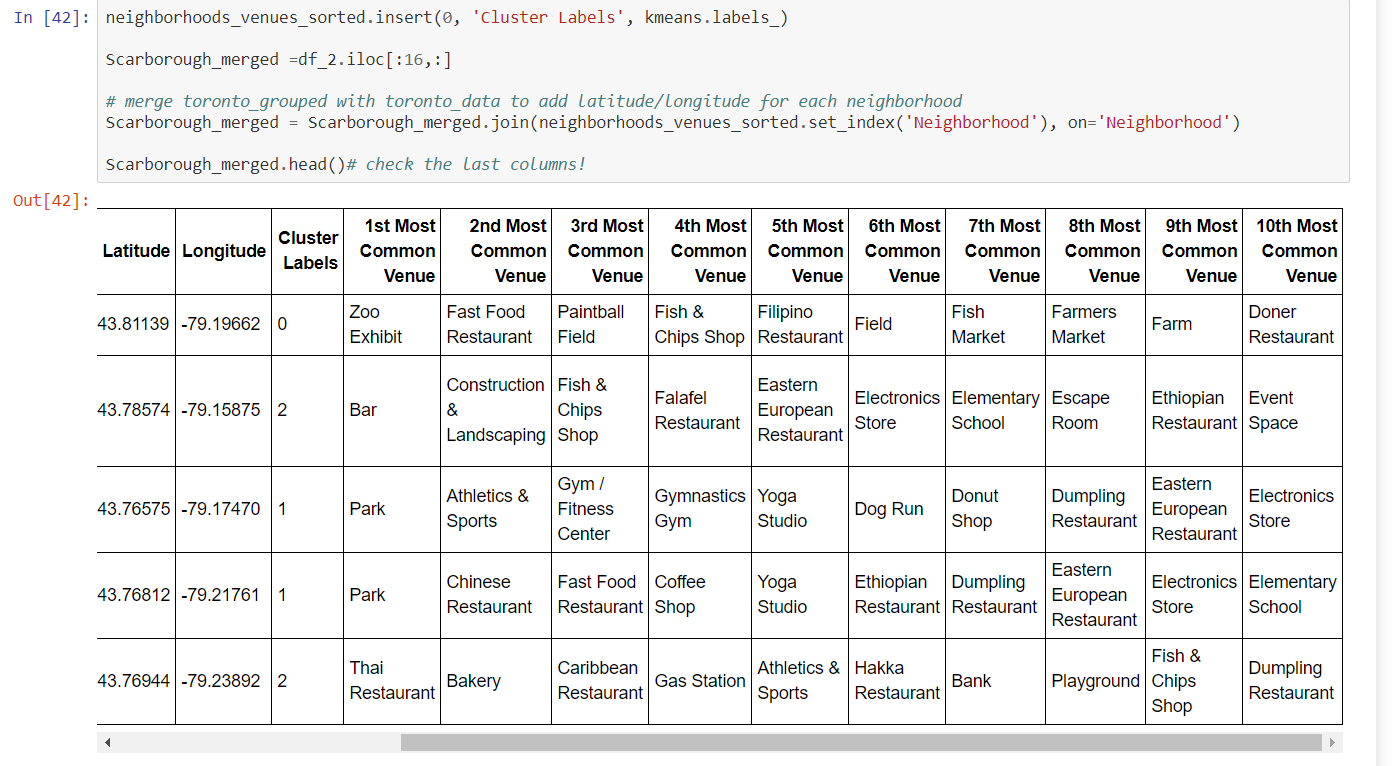 In [42]: neighborhoods_venues_sorted.insert(0, 'Cluster Labels', kmeans.labels_)
Scarborough_merged =df_2.iloc[:16,:]
# merge toronto_grouped with toronto_data to add latitude/longitude for each neighborhood
Scarborough_merged = Scarborough_merged.join(neighborhoods_venues_sorted.set_index('Neighborhood'), on='Neighborhood')
Scarborough_merged.head()# check the last columns!
Out[42]:
Latitude Longitude Cluster Labels 1st Most Common Venue 2nd Most Common Venue 3rd Most Common Venue 4th Most Common Venue 5th Most Common Venue 6th Most Common Venue 7th Most Common Venue 8th Most Common Venue 9th Most Common Venue 10th Most Common Venue
43.81139 -79.19662 0 Zoo Exhibit Fast Food Restaurant Paintball Field Fish & Chips Shop Filipino Restaurant Field Fish Market Farmers Market Farm Doner Restaurant
43.78574 -79.15875 2 Bar Construction & Landscaping Fish & Chips Shop Falafel Restaurant Eastern European Restaurant Electronics Store Elementary School Escape Room Ethiopian Restaurant Event Space
43.76575 -79.17470 1 Park Athletics & Sports Gym / Fitness Center Gymnastics Gym Yoga Studio Dog Run Donut Shop Dumpling Restaurant Eastern European Restaurant Electronics Store
43.76812 -79.21761 1 Park Chinese Restaurant Fast Food Restaurant Coffee Shop Yoga Studio Ethiopian Restaurant Dumpling Restaurant Eastern European Restaurant Electronics Store Elementary School
43.76944 -79.23892 2 Thai Restaurant Bakery Caribbean Restaurant Gas Station Athletics & Sports Hakka Restaurant Bank Playground Fish & Chips Shop Dumpling Restaurant